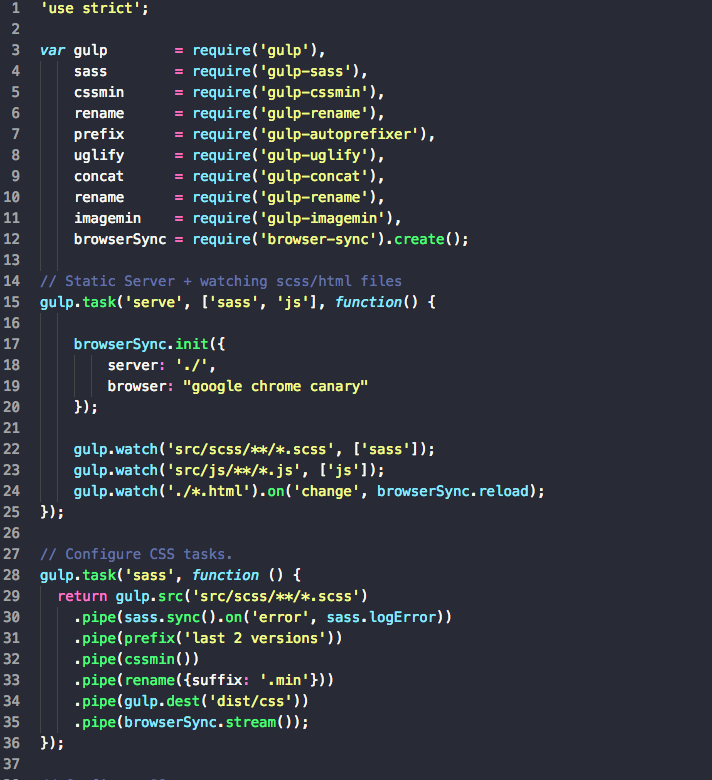 1 'use strict';
2
3 var gulp        = require('gulp'),
4     sass        = require('gulp-sass'),
5     cssmin      = require('gulp-cssmin'),
6     rename      = require('gulp-rename'),
7     prefix      = require('gulp-autoprefixer'),
8     uglify      = require('gulp-uglify'),
9     concat      = require('gulp-concat'),
10     rename      = require('gulp-rename'),
11     imagemin    = require('gulp-imagemin'),
12     browserSync = require('browser-sync').create();
13
14 // Static Server + watching scss/html files
15 gulp.task('serve', ['sass', 'js'], function() {
16
17     browserSync.init({
18         server: './',
19         browser: "google chrome canary"
20     });
21
22     gulp.watch('src/scss/**/*.scss', ['sass']);
23     gulp.watch('src/js/**/*.js', ['js']);
24     gulp.watch('./*.html').on('change', browserSync.reload);
25 });
26
27 // Configure CSS tasks.
28 gulp.task('sass', function () {
29   return gulp.src('src/scss/**/*.scss')
30     .pipe(sass.sync().on('error', sass.logError))
31     .pipe(prefix('last 2 versions'))
32     .pipe(cssmin())
33     .pipe(rename({suffix: '.min'}))
34     .pipe(gulp.dest('dist/css'))
35     .pipe(browserSync.stream());
36 });
37